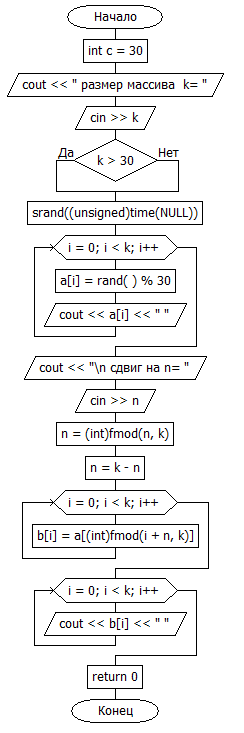 Начало
int c = 30
cout << " размер массива  k= "
cin >> k
Да
k > 30
Нет
srand((unsigned)time(NULL))
i = 0; i < k; i++
a[i] = rand( ) % 30
cout << a[i] << " "
cout << "\n сдвиг на n= "
cin >> n
n = (int)fmod(n, k)
n = k - n
i = 0; i < k; i++
b[i] = a[(int)fmod(i + n, k)]
i = 0; i < k; i++
cout << b[i] << " "
return 0
Конец